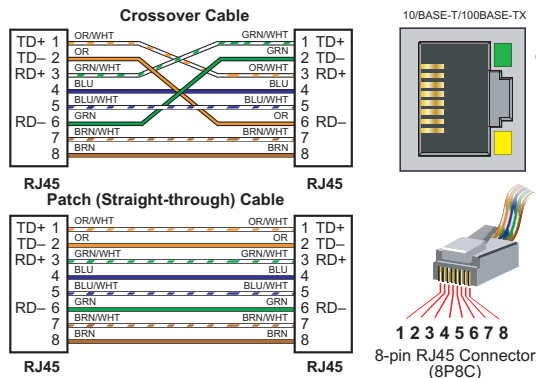 Crossover Cable
TD+ 1 OR/WHT GRN/WHT 1 TD+
TD– 2 OR GRN 2 TD–
RD+ 3 GRN/WHT OR/WHT 3 RD+
4 BLU BLU 4
5 BLU/WHT BLU/WHT 5
RD– 6 GRN OR 6 RD–
7 BRN/WHT BRN/WHT 7
8 BRN BRN 8
RJ45 RJ45
Patch (Straight-through) Cable
TD+ 1 OR/WHT OR/WHT 1 TD+
TD– 2 OR OR 2 TD–
RD+ 3 GRN/WHT GRN/WHT 3 RD+
4 BLU BLU 4
5 BLU/WHT BLU/WHT 5
RD– 6 GRN GRN 6 RD–
7 BRN/WHT BRN/WHT 7
8 BRN BRN 8
RJ45 RJ45
10/BASE-T/100BASE-TX
1 2 3 4 5 6 7 8
8-pin RJ45 Connector
(8P8C)